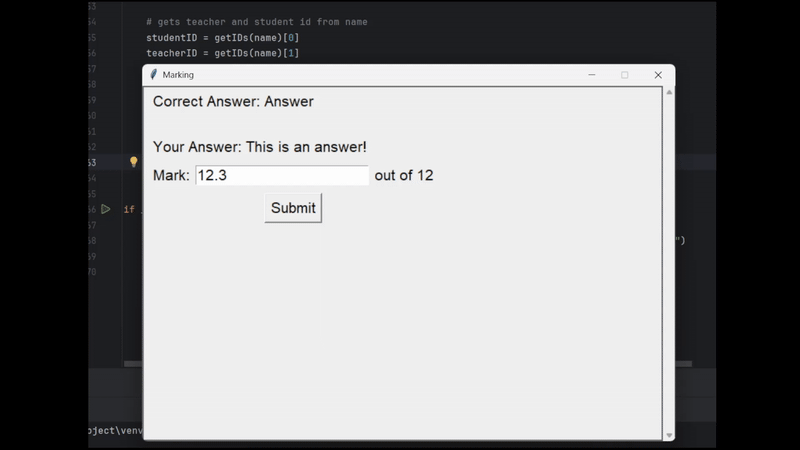 53
# gets teacher and student id from name
studentID = getIDs(name)[0]
teacherID = getIDs(name)[1]
Marking
Correct Answer: Answer
Your Answer: This is an answer!
Mark: 12.3 out of 12
Submit
54
55
56
57
58
59
60
61
62
63
64
65
66 if
67
68 ")
69
70
oject\venv